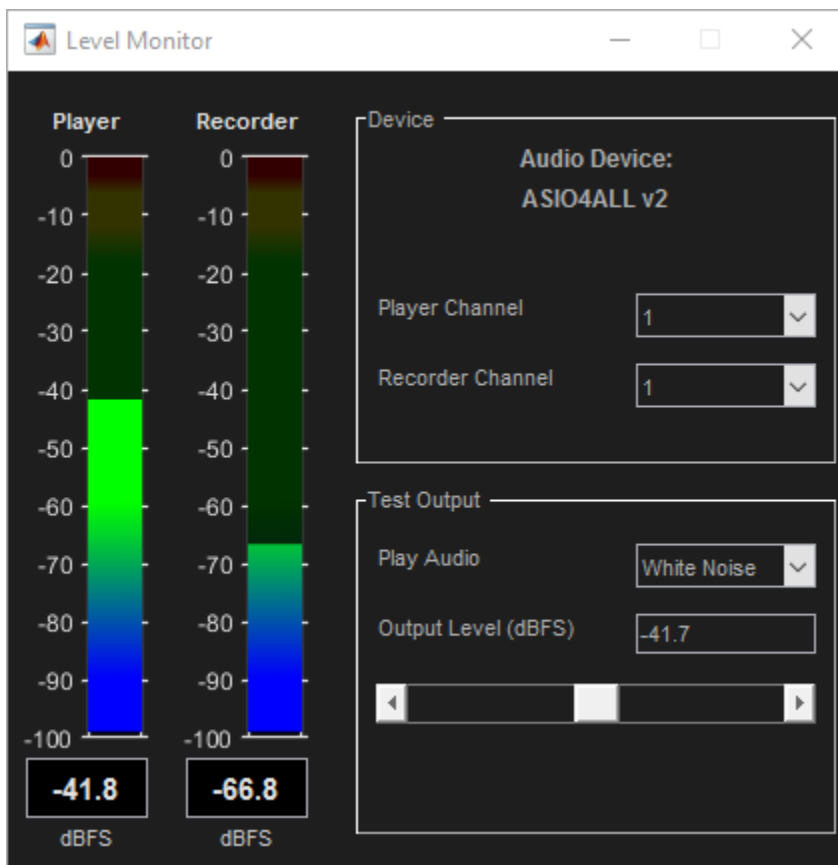 Level Monitor
Player
0
-10
-20
-30
-40
-50
-60
-70
-80
-90
-100
-41.8
dBFS
Recorder
0
-10
-20
-30
-40
-50
-60
-70
-80
-90
-100
-66.8
dBFS
Device
Audio Device:
ASIO4ALL v2
Player Channel 1
Recorder Channel 1
Test Output
Play Audio White Noise
Output Level (dBFS) -41.7